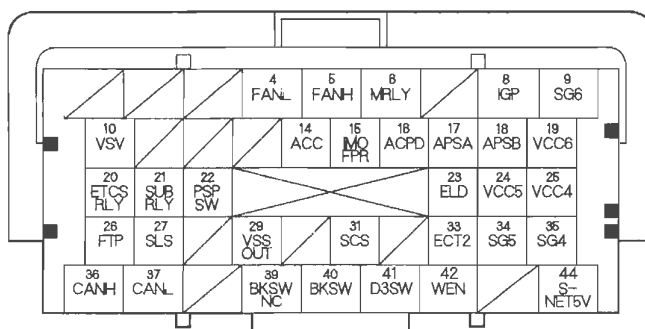 4 5 6 8 9
FANL FANH MRLY IGP SG6
10 14 15 16 17 18 19
VSV ACC IMO FPR ACPD APSA APSB VCC6
20 21 22 23 24 25
ETCS RLY SUB RLY PSP SW ELD VCC5 VCC4
26 27 29 31 33 34 35
FTP SLS VSS OUT SCS ECT2 SG5 SG4
36 37 39 40 41 42 44
CANH CANL BKSW NC BKSW D3SW WEN S-NET5V